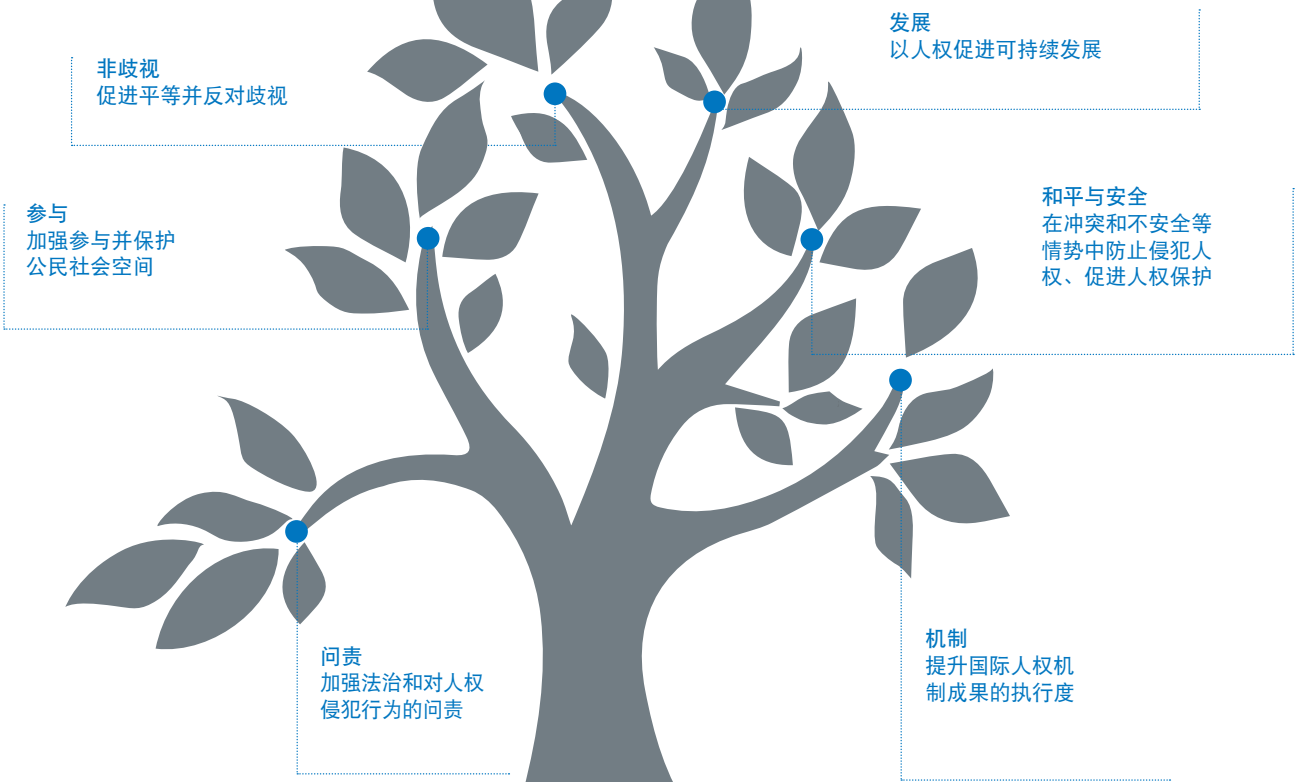 非歧视
促进平等并反对歧视
发展
以人权促进可持续发展
参与
加强参与并保护
公民社会空间
和平与安全
在冲突和不安全等
情势中防止侵犯人
权、促进人权保护
问责
加强法治和对人权
侵犯行为的问责
机制
提升国际人权机
制成果的执行度